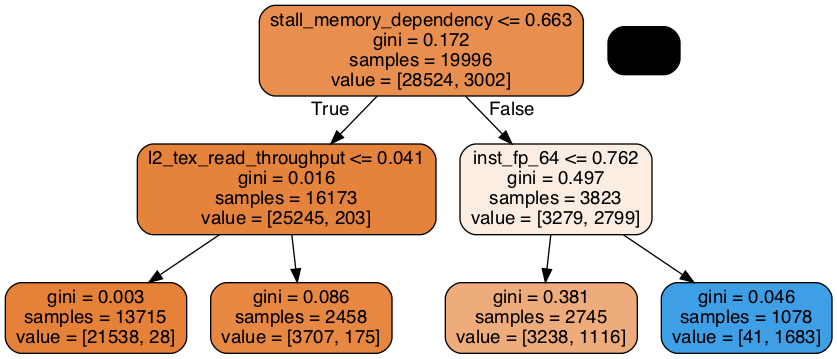 stall_memory_dependency <= 0.663
gini = 0.172
samples = 19996
value = [28524, 3002]
True
False
l2_tex_read_throughput <= 0.041
gini = 0.016
samples = 16173
value = [25245, 203]
inst_fp_64 <= 0.762
gini = 0.497
samples = 3823
value = [3279, 2799]
gini = 0.003
samples = 13715
value = [21538, 28]
gini = 0.086
samples = 2458
value = [3707, 175]
gini = 0.381
samples = 2745
value = [3238, 1116]
gini = 0.046
samples = 1078
value = [41, 1683]